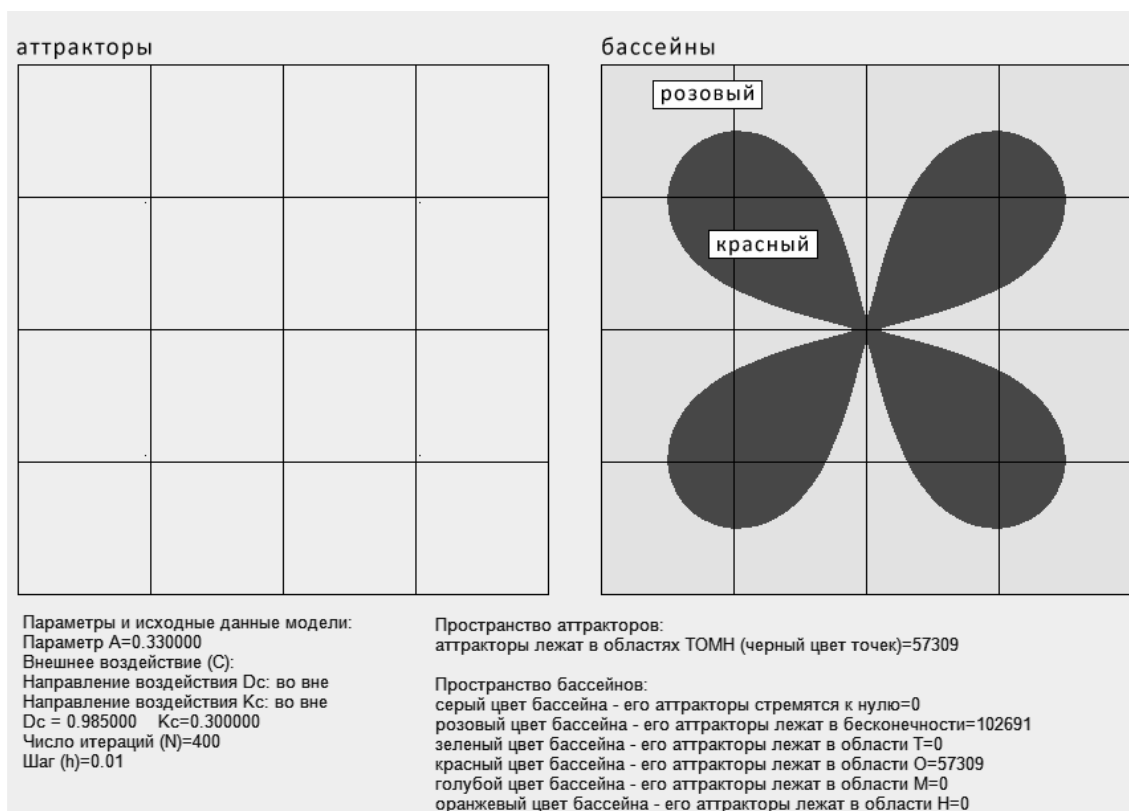 аттракторы
бассейны
розовый
красный
Параметры и исходные данные модели:
Параметр А=0.330000
Внешнее воздействие (С):
Направление воздействия Dc: во вне
Направление воздействия Kc: во вне
Dc = 0.985000 Kc=0.300000
Число итераций (N)=400
Шаг (h)=0.01
Пространство аттракторов:
аттракторы лежат в областях ТОМН (черный цвет точек)=57309
Пространство бассейнов:
серый цвет бассейна - его аттракторы стремятся к нулю=0
розовый цвет бассейна - его аттракторы лежат в бесконечности=102691
зеленый цвет бассейна - его аттракторы лежат в области Т=0
красный цвет бассейна - его аттракторы лежат в области О=57309
голубой цвет бассейна - его аттракторы лежат в области М=0
оранжевый цвет бассейна - его аттракторы лежат в области Н=0